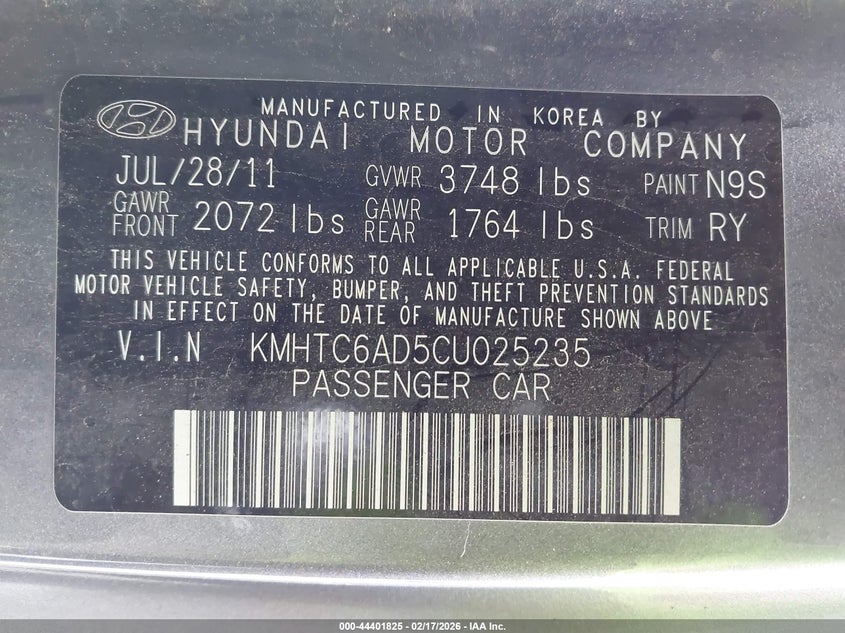 MANUFACTURED IN KOREA BY
HYUNDAI MOTOR COMPANY
JUL/28/11 GVWR 3748 lbs PAINT N9S
GAWR FRONT 2072 lbs GAWR REAR 1764 lbs TRIM RY
THIS VEHICLE CONFORMS TO ALL APPLICABLE U.S.A. FEDERAL
MOTOR VEHICLE SAFETY, BUMPER, AND THEFT PREVENTION STANDARDS
IN EFFECT ON THE DATE OF MANUFACTURE SHOWN ABOVE
V.I.N KMHTC6AD5CU025235
PASSENGER CAR
000-44401825 - 02/17/2026 - IAA Inc.